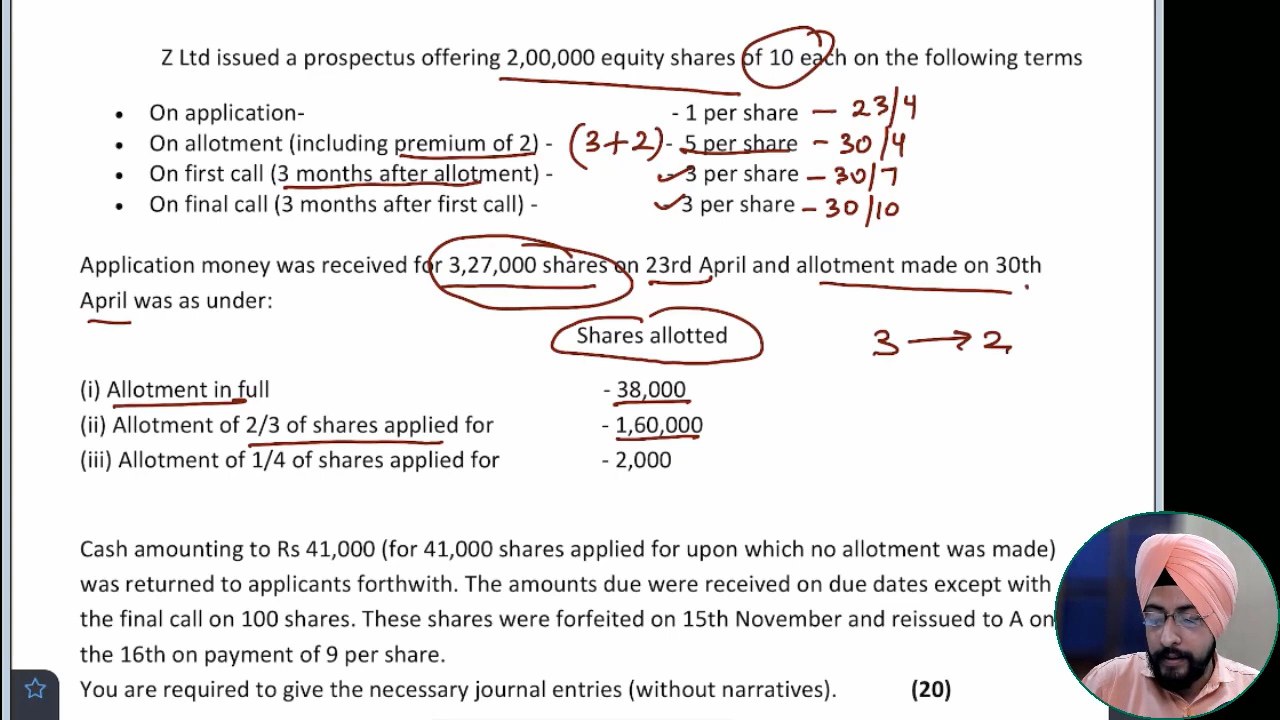 Z Ltd issued a prospectus offering 2,00,000 equity shares of 10 each on the following terms
• On application- - 1 per share — 23/4
• On allotment (including premium of 2) - (3+2) - 5 per share - 30/4
• On first call (3 months after allotment) - 3 per share - 30/7
• On final call (3 months after first call) - 3 per share - 30/10
Application money was received for 3,27,000 shares on 23rd April and allotment made on 30th
April was as under:
Shares allotted
3 → 2
(i) Allotment in full - 38,000
(ii) Allotment of 2/3 of shares applied for - 1,60,000
(iii) Allotment of 1/4 of shares applied for - 2,000
Cash amounting to Rs 41,000 (for 41,000 shares applied for upon which no allotment was made)
was returned to applicants forthwith. The amounts due were received on due dates except with
the final call on 100 shares. These shares were forfeited on 15th November and reissued to A on
the 16th on payment of 9 per share.
You are required to give the necessary journal entries (without narratives). (20)